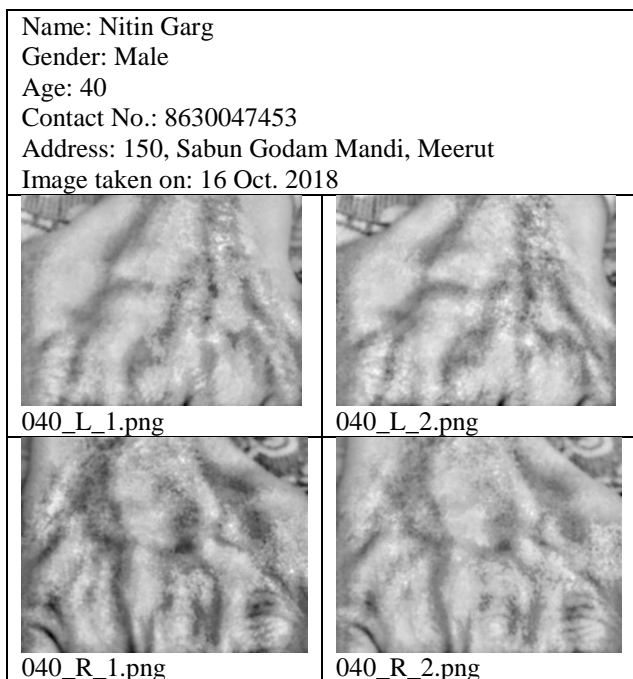 Name: Nitin Garg
Gender: Male
Age: 40
Contact No.: 8630047453
Address: 150, Sabun Godam Mandi, Meerut
Image taken on: 16 Oct. 2018
040_L_1.png
040_L_2.png
040_R_1.png
040_R_2.png